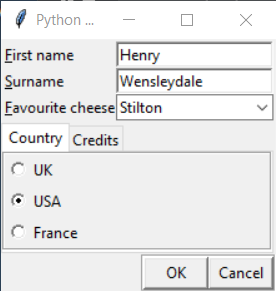 Python ...
First name Henry
Surname Wensleydale
Favourite cheese Stilton
Country Credits
UK
USA
France
OK Cancel